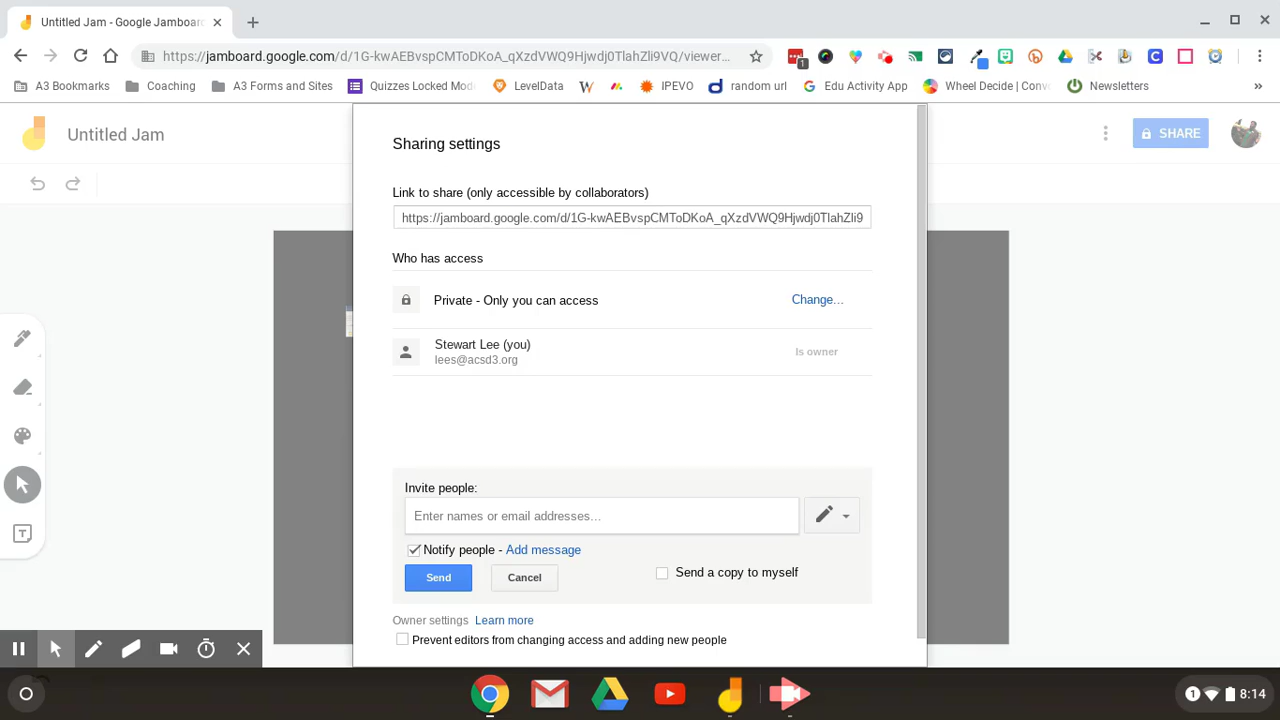 Untitled Jam - Google Jamboard
https://jamboard.google.com/d/1G-kwAEBvspCMToDKoA_qXzdVWQ9Hjwdj0TlahZli9VQ/viewer...
1
A3 Bookmarks Coaching A3 Forms and Sites Quizzes Locked Mod LevelData IPEVO random url Edu Activity App Wheel Decide | Conv Newsletters »
Untitled Jam
SHARE
Sharing settings
Link to share (only accessible by collaborators)
https://jamboard.google.com/d/1G-kwAEBvspCMToDKoA_qXzdVWQ9Hjwdj0TlahZli9
Who has access
Private - Only you can access Change...
Stewart Lee (you)
lees@acsd3.org
Is owner
Invite people:
Enter names or email addresses...
Notify people - Add message
Send Cancel Send a copy to myself
Owner settings Learn more
Prevent editors from changing access and adding new people
1 8:14